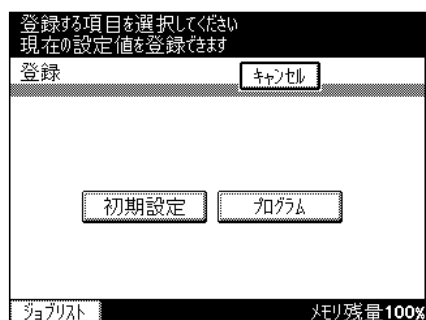 登録する項目を選択してください
現在の設定値を登録できます
登録
ｷｬﾝｾﾙ
初期設定
ﾌﾟﾛｸﾞﾗﾑ
ｼﾞｮﾌﾞﾘｽﾄ
ﾒﾓﾘ残量100%